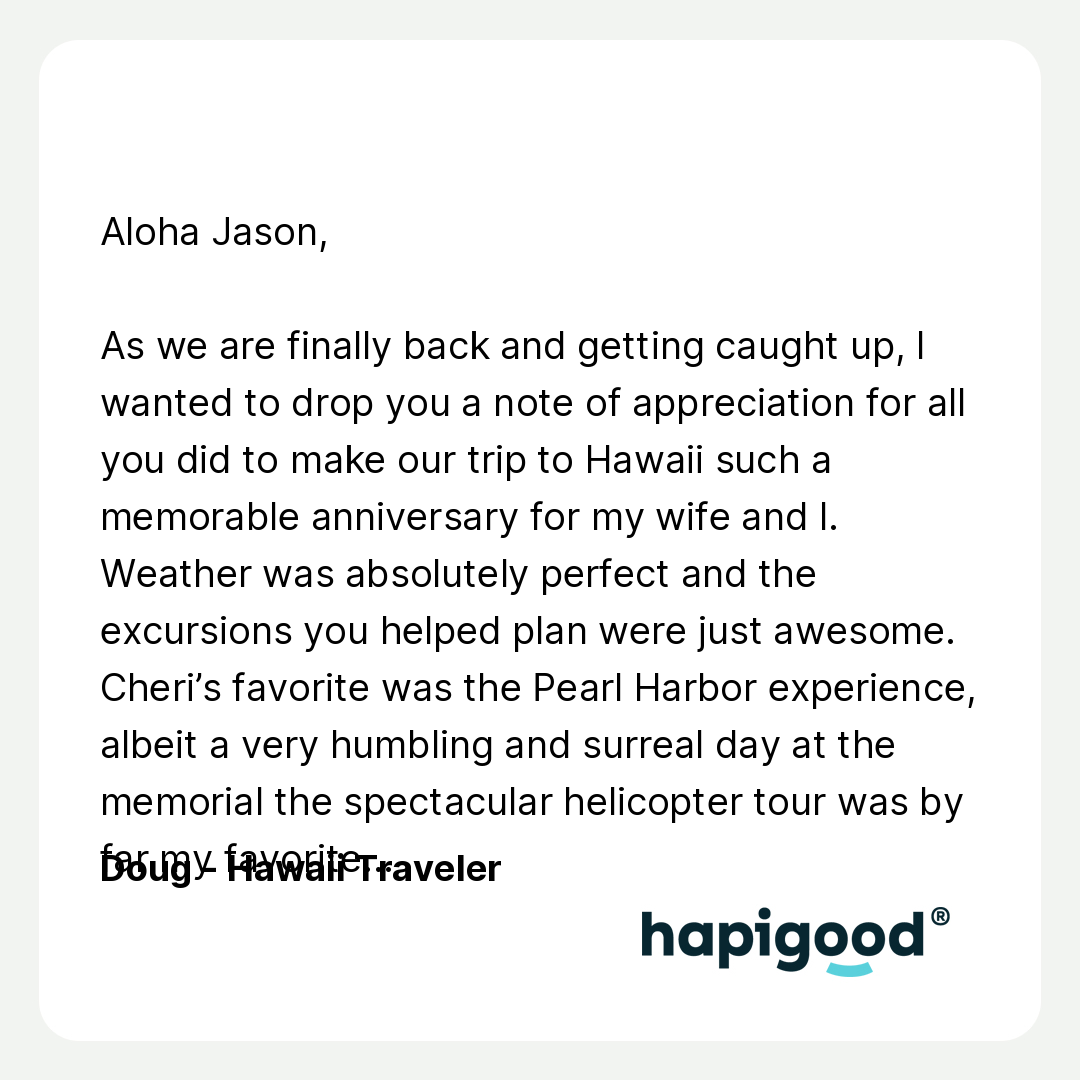 Aloha Jason,
As we are finally back and getting caught up, I
wanted to drop you a note of appreciation for all
you did to make our trip to Hawaii such a
memorable anniversary for my wife and I.
Weather was absolutely perfect and the
excursions you helped plan were just awesome.
Cheri’s favorite was the Pearl Harbor experience,
albeit a very humbling and surreal day at the
memorial the spectacular helicopter tour was by
far my favorite...
Doug - Hawaii Traveler
hapigood®